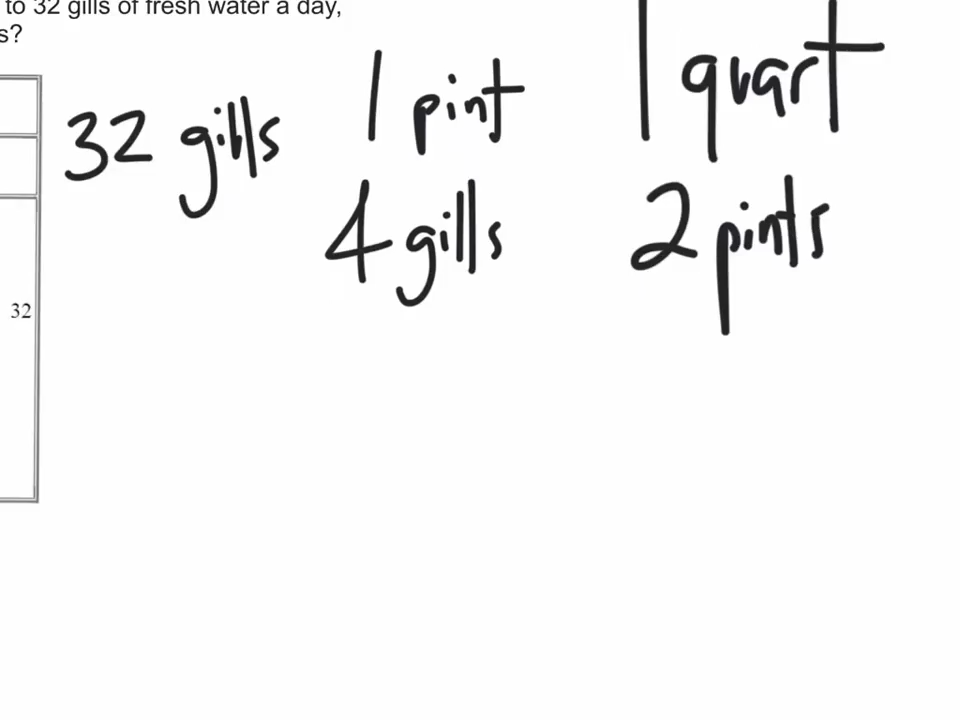 to 32 gills of fresh water a day,
s?
32 gills 1 pint 1 quart
4 gills 2 pints
32